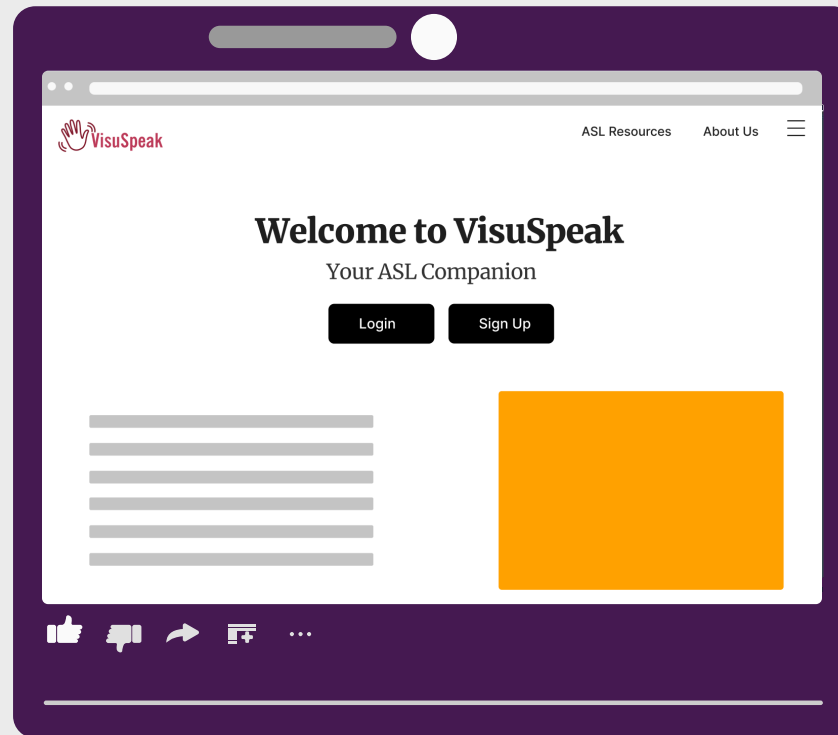 VisuSpeak
ASL Resources About Us
Welcome to VisuSpeak
Your ASL Companion
Login Sign Up